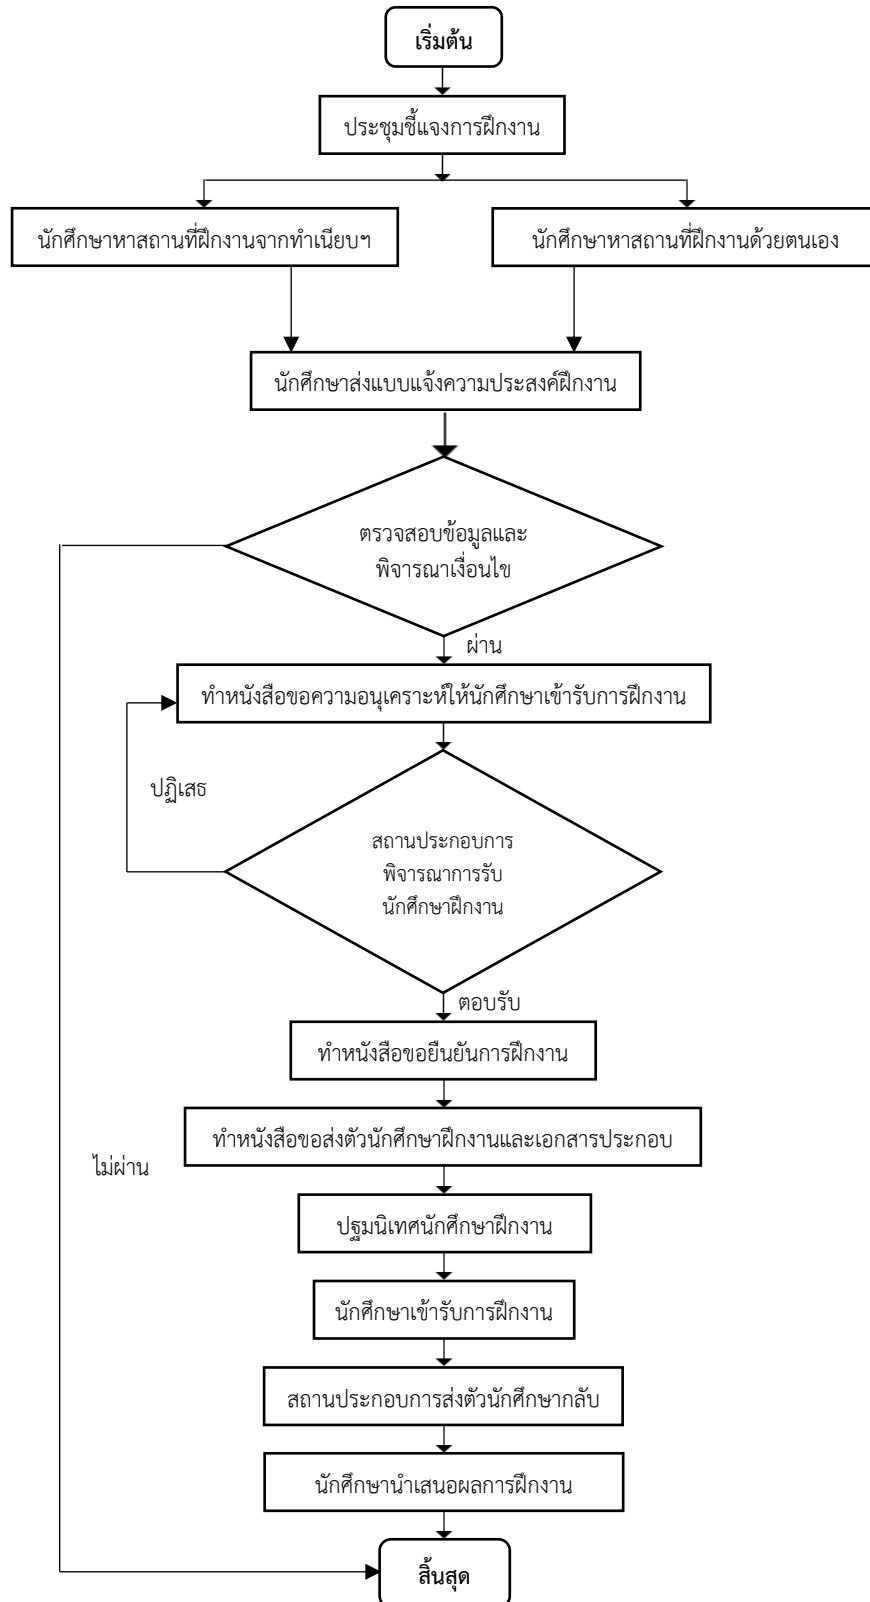 เริ่มต้น
ประชุมชี้แจงการฝึกงาน
นักศึกษาหาสถานที่ฝึกงานจากทำเนียบฯ
นักศึกษาหาสถานที่ฝึกงานด้วยตนเอง
นักศึกษาส่งแบบแจ้งความประสงค์ฝึกงาน
ตรวจสอบข้อมูลและ
พิจารณาเงื่อนไข
ผ่าน
ทำหนังสือขอความอนุเคราะห์ให้นักศึกษาเข้ารับการฝึกงาน
ปฏิเสธ
สถานประกอบการ
พิจารณาการรับ
นักศึกษาฝึกงาน
ตอบรับ
ทำหนังสือขอยืนยันการฝึกงาน
ทำหนังสือขอส่งตัวนักศึกษาฝึกงานและเอกสารประกอบ
ไม่ผ่าน
ปฐมนิเทศนักศึกษาฝึกงาน
นักศึกษาเข้ารับการฝึกงาน
สถานประกอบการส่งตัวนักศึกษากลับ
นักศึกษานำเสนอผลการฝึกงาน
สิ้นสุด